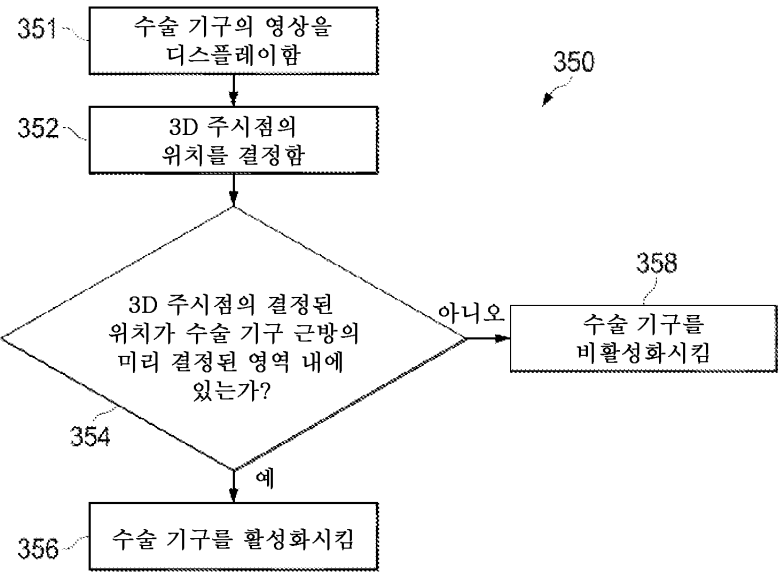 351
수술 기구의 영상을
디스플레이함
350
352
3D 주시점의
위치를 결정함
3D 주시점의 결정된
위치가 수술 기구 근방의
미리 결정된 영역 내에
있는가?
354
아니오
358
수술 기구를
비활성화시킴
예
356
수술 기구를 활성화시킴